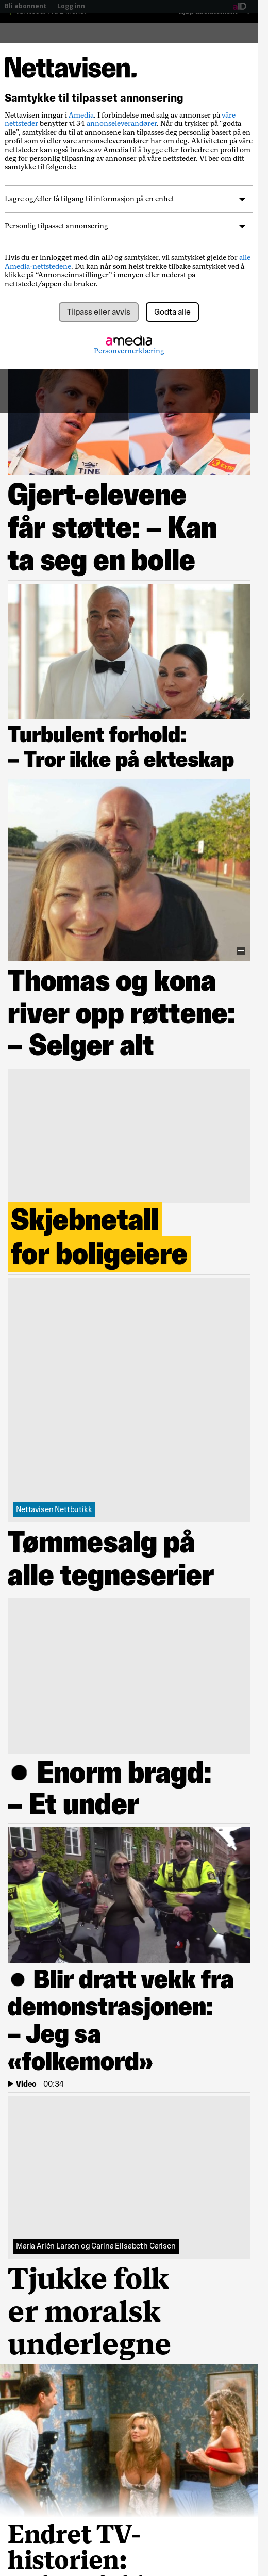 Bli abonnent | Logg inn
aID
Nettavisen.
Samtykke til tilpasset annonsering
Nettavisen inngår i Amedia. I forbindelse med salg av annonser på våre
nettsteder benytter vi 34 annonseleverandører. Når du trykker på "godta
alle", samtykker du til at annonsene kan tilpasses deg personlig basert på en
profil som vi eller våre annonseleverandører har om deg. Aktiviteten på våre
nettsteder kan også brukes av Amedia til å bygge eller forbedre en profil om
deg for personlig tilpasning av annonser på våre nettsteder. Vi ber om ditt
samtykke til følgende:
Lagre og/eller få tilgang til informasjon på en enhet
Personlig tilpasset annonsering
Hvis du er innlogget med din aID og samtykker, vil samtykket gjelde for alle
Amedia-nettstedene. Du kan når som helst trekke tilbake samtykket ved å
klikke på “Annonseinnstillinger” i menyen eller nederst på
nettstedet/appen du bruker.
Tilpass eller avvis
Godta alle
amedia
Personvernerklæring
TINE
Gjert-elevene
får støtte: – Kan
ta seg en bolle
Turbulent forhold:
– Tror ikke på ekteskap
Thomas og kona
river opp røttene:
– Selger alt
Skjebnetall
for boligeiere
Nettavisen Nettbutikk
Tømmesalg på
alle tegneserier
● Enorm bragd:
– Et under
● Blir dratt vekk fra
demonstrasjonen:
– Jeg sa
«folkemord»
Video | 00:34
Maria Arlén Larsen og Carina Elisabeth Carlsen
Tjukke folk
er moralsk
underlegne
Endret TV-
historien: